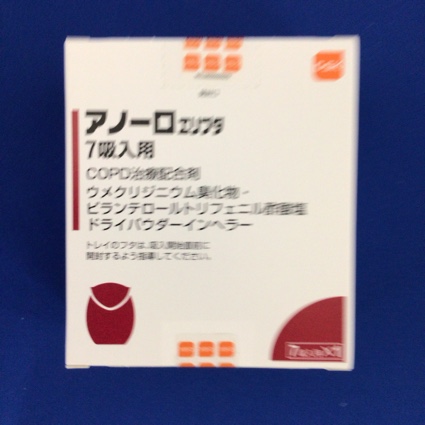 アノーロエリプタ
7吸入用
COPD治療配合剤
ウメクリジニウム臭化物・
ビランテロールトリフェニル酢酸塩
ドライパウダーインヘラー
トレイのフタは、吸入開始直前に
開封するよう指導してください。